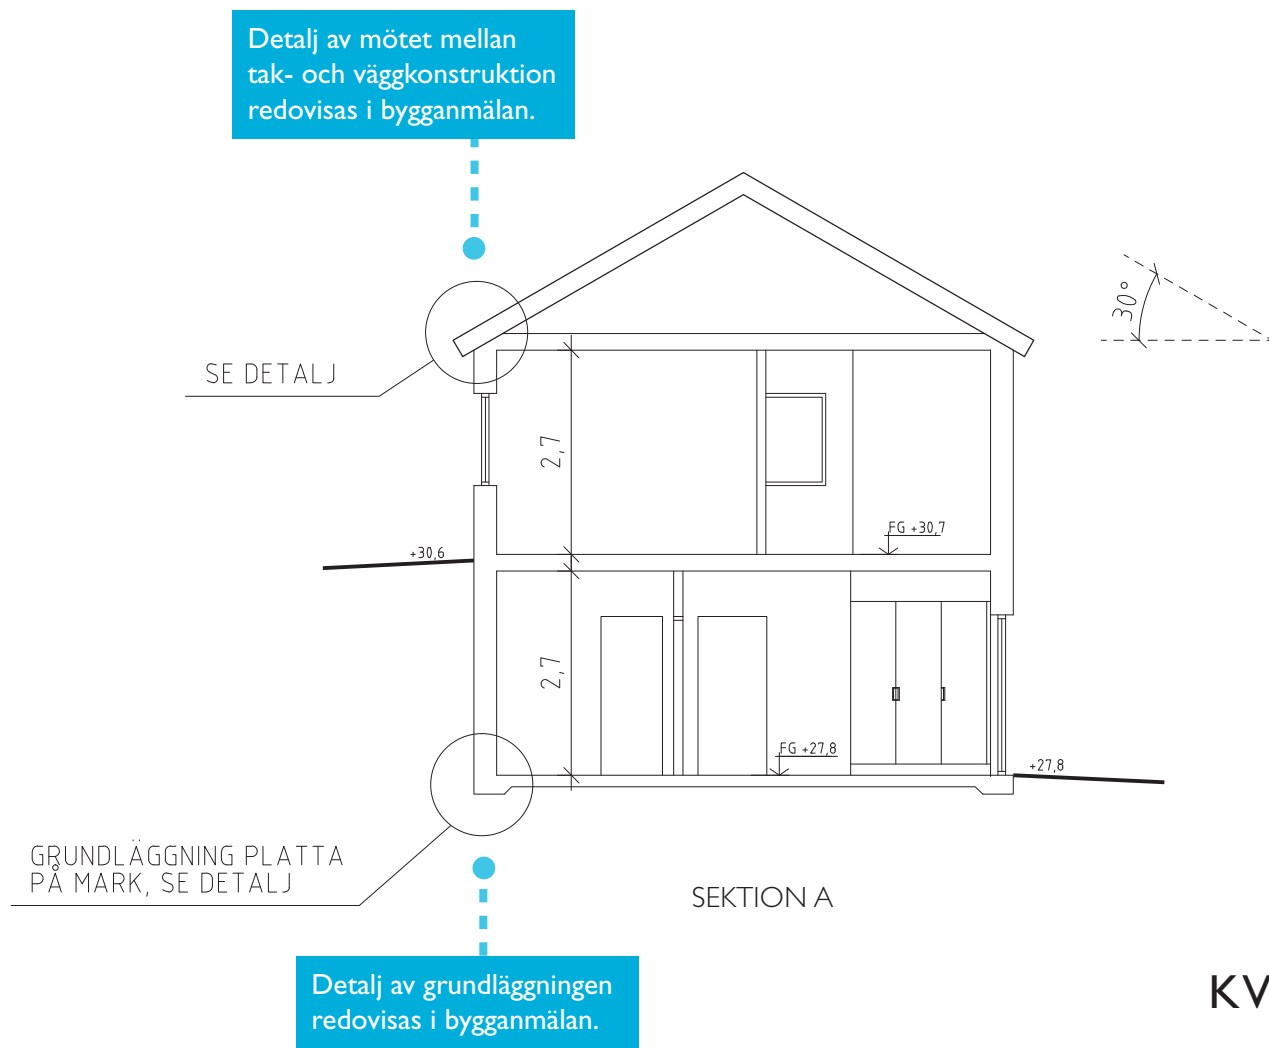 Detalj av mötet mellan
tak- och väggkonstruktion
redovisas i bygganmälan.
30°
SE DETALJ
2,7
FG +30,7
+30,6
2,7
FG +27,8
+27,8
GRUNDLÄGGNING PLATTA
PÅ MARK, SE DETALJ
SEKTION A
Detalj av grundläggningen
redovisas i bygganmälan.
KV